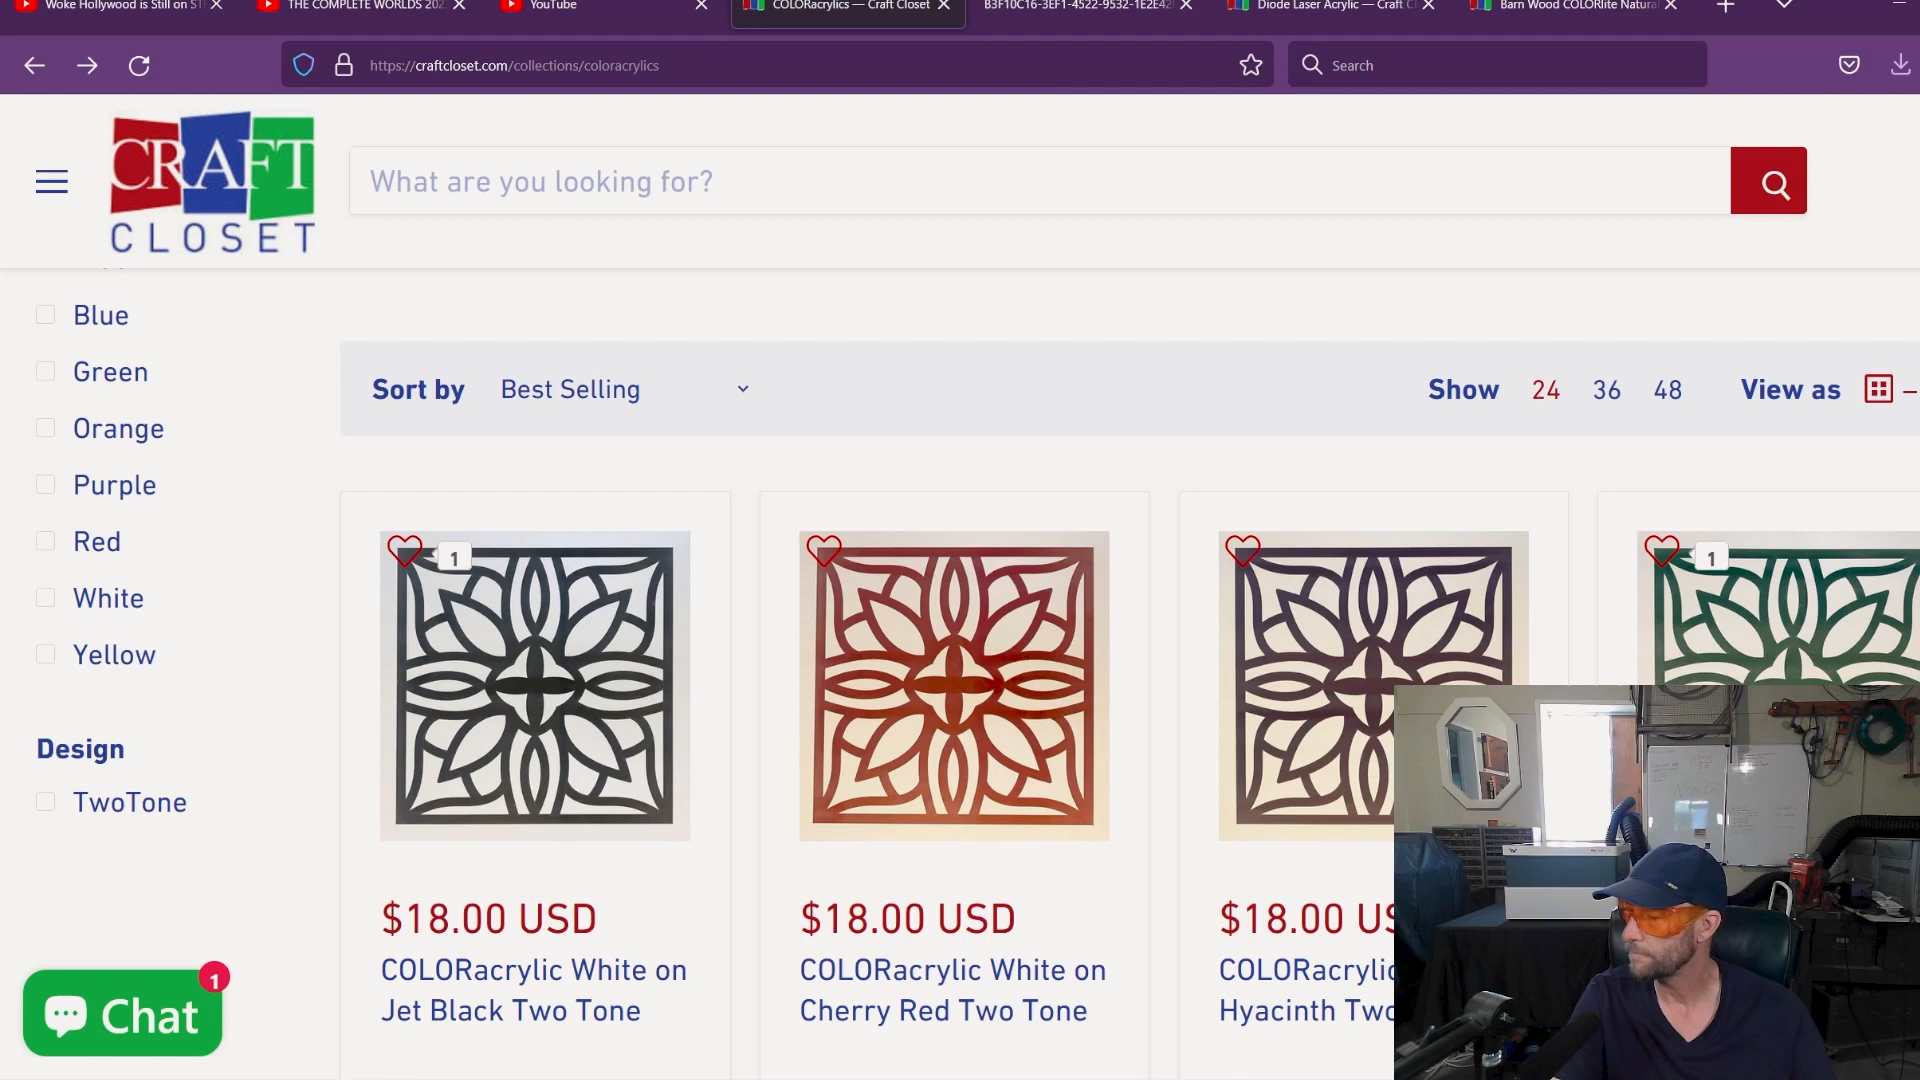 Woke Hollywood is Still on ST
THE COMPLETE WORLDS 202
YouTube
COLORacrylics — Craft Closet
B3F10C16-3EF1-4522-9532-1E2E42
Diode Laser Acrylic — Craft C
Barn Wood COLORlite Natura
https://craftcloset.com/collections/coloracrylics
Search
CRAFT
CLOSET
What are you looking for?
Blue
Green
Orange
Purple
Red
White
Yellow
Design
TwoTone
Sort by Best Selling
Show 24 36 48 View as
1
1
$18.00 USD
COLORacrylic White on
Jet Black Two Tone
$18.00 USD
COLORacrylic White on
Cherry Red Two Tone
$18.00 US
COLORacrylic
Hyacinth Two
Chat
1